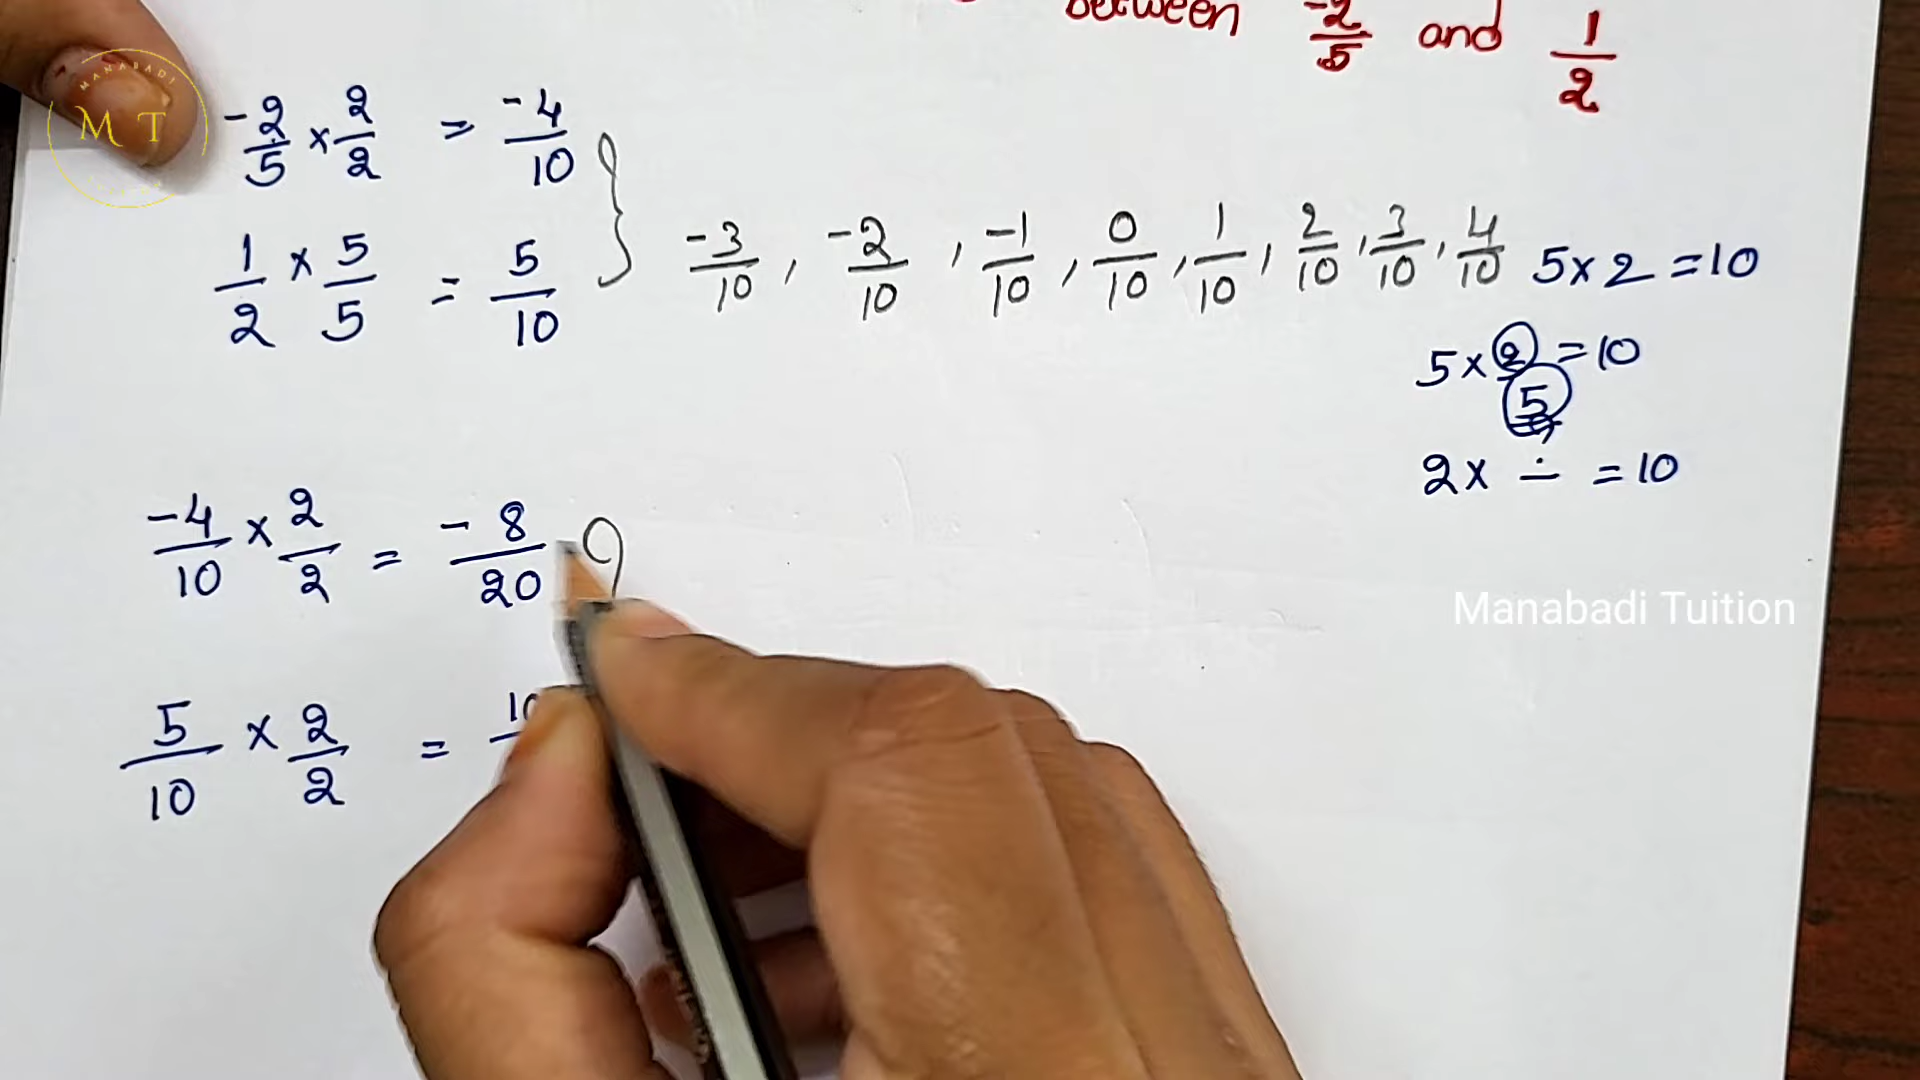 between -2/5 and 1/2
MANABADI
M T
-2/5 × 2/2 = -4/10
1/2 × 5/5 = 5/10
-3/10, -2/10, -1/10, 0/10, 1/10, 2/10, 3/10, 4/10
5×2=10
5×2=10
5
2× ÷ =10
-4/10 × 2/2 = -8/20
Manabadi Tuition
5/10 × 2/2 = 10